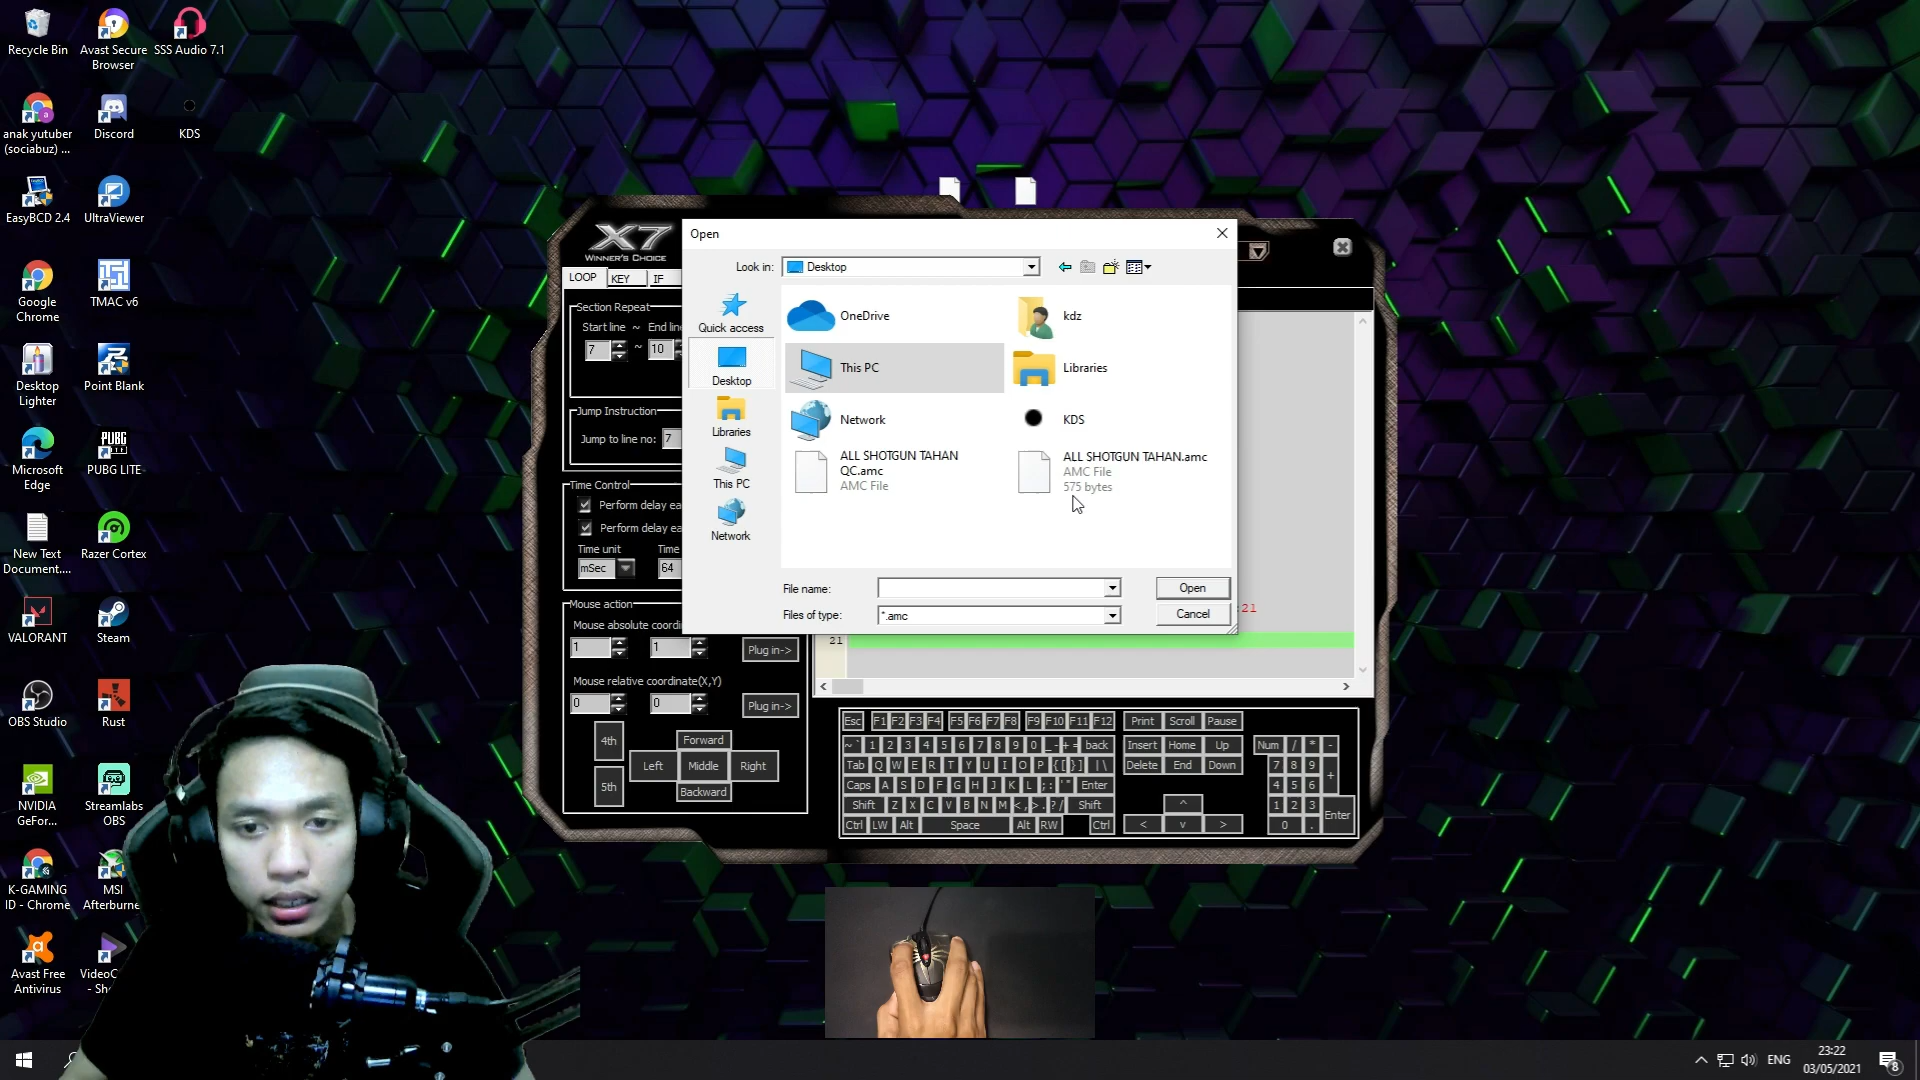 Recycle Bin
Avast Secure
Browser
SSS Audio 7.1
anak yutuber
(sociabuz) ...
Discord
KDS
EasyBCD 2.4
UltraViewer
Google
Chrome
TMAC v6
Desktop
Lighter
Point Blank
Microsoft
Edge
PUBG LITE
New Text
Document....
Razer Cortex
VALORANT
Steam
OBS Studio
Rust
NVIDIA
GeFor...
Streamlabs
OBS
K-GAMING
ID - Chrome
MSI
Afterburne
Avast Free
Antivirus
VideoC
- Sh
X7
WINNER'S CHOICE
LOOP KEY IF
Section Repeat
Start line ~ End line
7 ~ 10
Jump Instruction
Jump to line no: 7
Time Control
Perform delay ea
Perform delay ea
Time unit Time
mSec 64
Mouse action
Mouse absolute coordi
1 1 Plug in->
Mouse relative coordinate(X,Y)
0 0 Plug in->
4th Forward
Left Middle Right
5th Backward
Open
Look in: Desktop
Quick access
Desktop
Libraries
This PC
Network
OneDrive
kdz
This PC
Libraries
Network
KDS
ALL SHOTGUN TAHAN
QC.amc
AMC File
ALL SHOTGUN TAHAN.amc
AMC File
575 bytes
File name: Open
Files of type: *.amc Cancel
:21
21
Esc F1 F2 F3 F4 F5 F6 F7 F8 F9 F10 F11 F12 Print Scroll Pause
~ ` 1 2 3 4 5 6 7 8 9 0 _ - + = back Insert Home Up Num / * -
Tab Q W E R T Y U I O P { [ } ] | \ Delete End Down 7 8 9 +
Caps A S D F G H J K L ; : ' " Enter 4 5 6
Shift Z X C V B N M < , > . ? / Shift ^ 1 2 3 Enter
Ctrl LW Alt Space Alt RW Ctrl < v > 0 .
ENG
23:22
03/05/2021
8